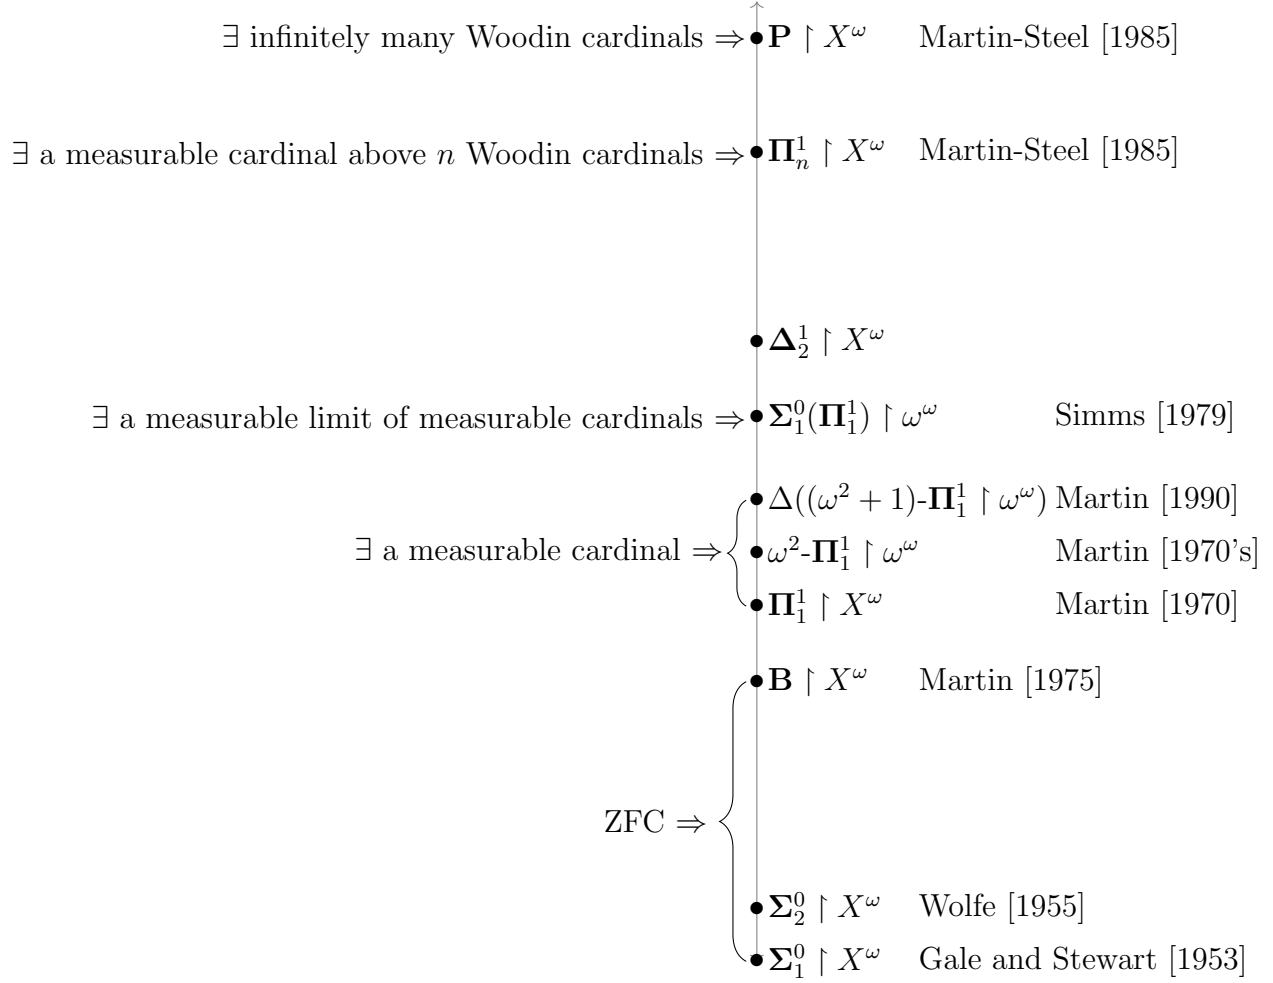 ∃ infinitely many Woodin cardinals ⇒ 𝐏 ↾ X^ω Martin-Steel [1985]
∃ a measurable cardinal above n Woodin cardinals ⇒ 𝚷^1_n ↾ X^ω Martin-Steel [1985]
𝚫^1_2 ↾ X^ω
∃ a measurable limit of measurable cardinals ⇒ 𝚺^0_1(𝚷^1_1) ↾ ω^ω Simms [1979]
Δ((ω^2 + 1)-𝚷^1_1 ↾ ω^ω) Martin [1990]
∃ a measurable cardinal ⇒ ω^2-𝚷^1_1 ↾ ω^ω Martin [1970's]
𝚷^1_1 ↾ X^ω Martin [1970]
𝐁 ↾ X^ω Martin [1975]
ZFC ⇒
𝚺^0_2 ↾ X^ω Wolfe [1955]
𝚺^0_1 ↾ X^ω Gale and Stewart [1953]